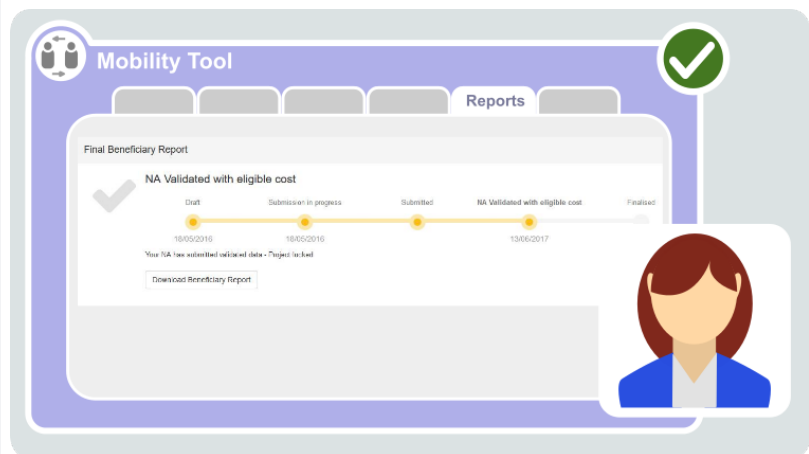 Mobility Tool
Reports
Final Beneficiary Report
NA Validated with eligible cost
Draft Submission in progress Submitted NA Validated with eligible cost Finalised
18/05/2016 18/05/2016 13/06/2017
Your NA has submitted validated data - Project locked
Download Beneficiary Report